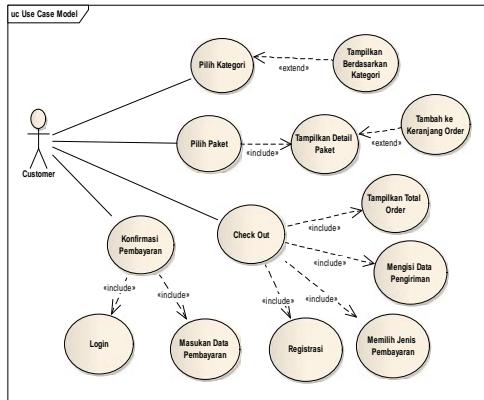 uc Use Case Model
Pilih Kategori
«extend»
Tampilkan
Berdasarkan
Kategori
Customer
Pilih Paket
«include»
Tampilkan Detail
Paket
«extend»
Tambah ke
Keranjang Order
Konfirmasi
Pembayaran
Check Out
«include»
Tampilkan Total
Order
«include»
Mengisi Data
Pengiriman
«include»
«include»
«include»
«include»
Login
Masukan Data
Pembayaran
Registrasi
Memilih Jenis
Pembayaran